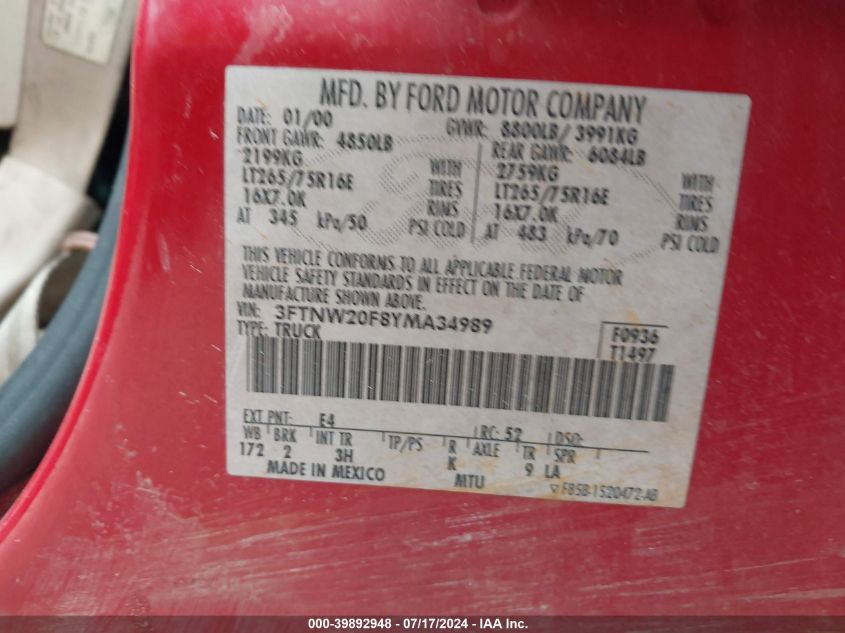 MFD. BY FORD MOTOR COMPANY
DATE: 01/00 GVWR: 8800LB/ 3991KG
FRONT GAWR: 4850LB REAR GAWR: 6084LB
2199KG WITH 2759KG WITH
LT265/75R16E TIRES LT265/75R16E TIRES
16X7.0K RIMS 16X7.0K RIMS
AT 345 kPa/50 PSI COLD AT 483 kPa/70 PSI COLD
THIS VEHICLE CONFORMS TO ALL APPLICABLE FEDERAL MOTOR
VEHICLE SAFETY STANDARDS IN EFFECT ON THE DATE OF
MANUFACTURE SHOWN ABOVE.
VIN: 3FTNW20F8YMA34989 F0936
TYPE: TRUCK T1497
EXT PNT: E4 RC: 52 DSO:
WB BRK INT TR TP/PS R AXLE TR SPR
172 2 3H K 9 LA
MADE IN MEXICO MTU F85B-1520472-AB
000-39892948 - 07/17/2024 - IAA Inc.